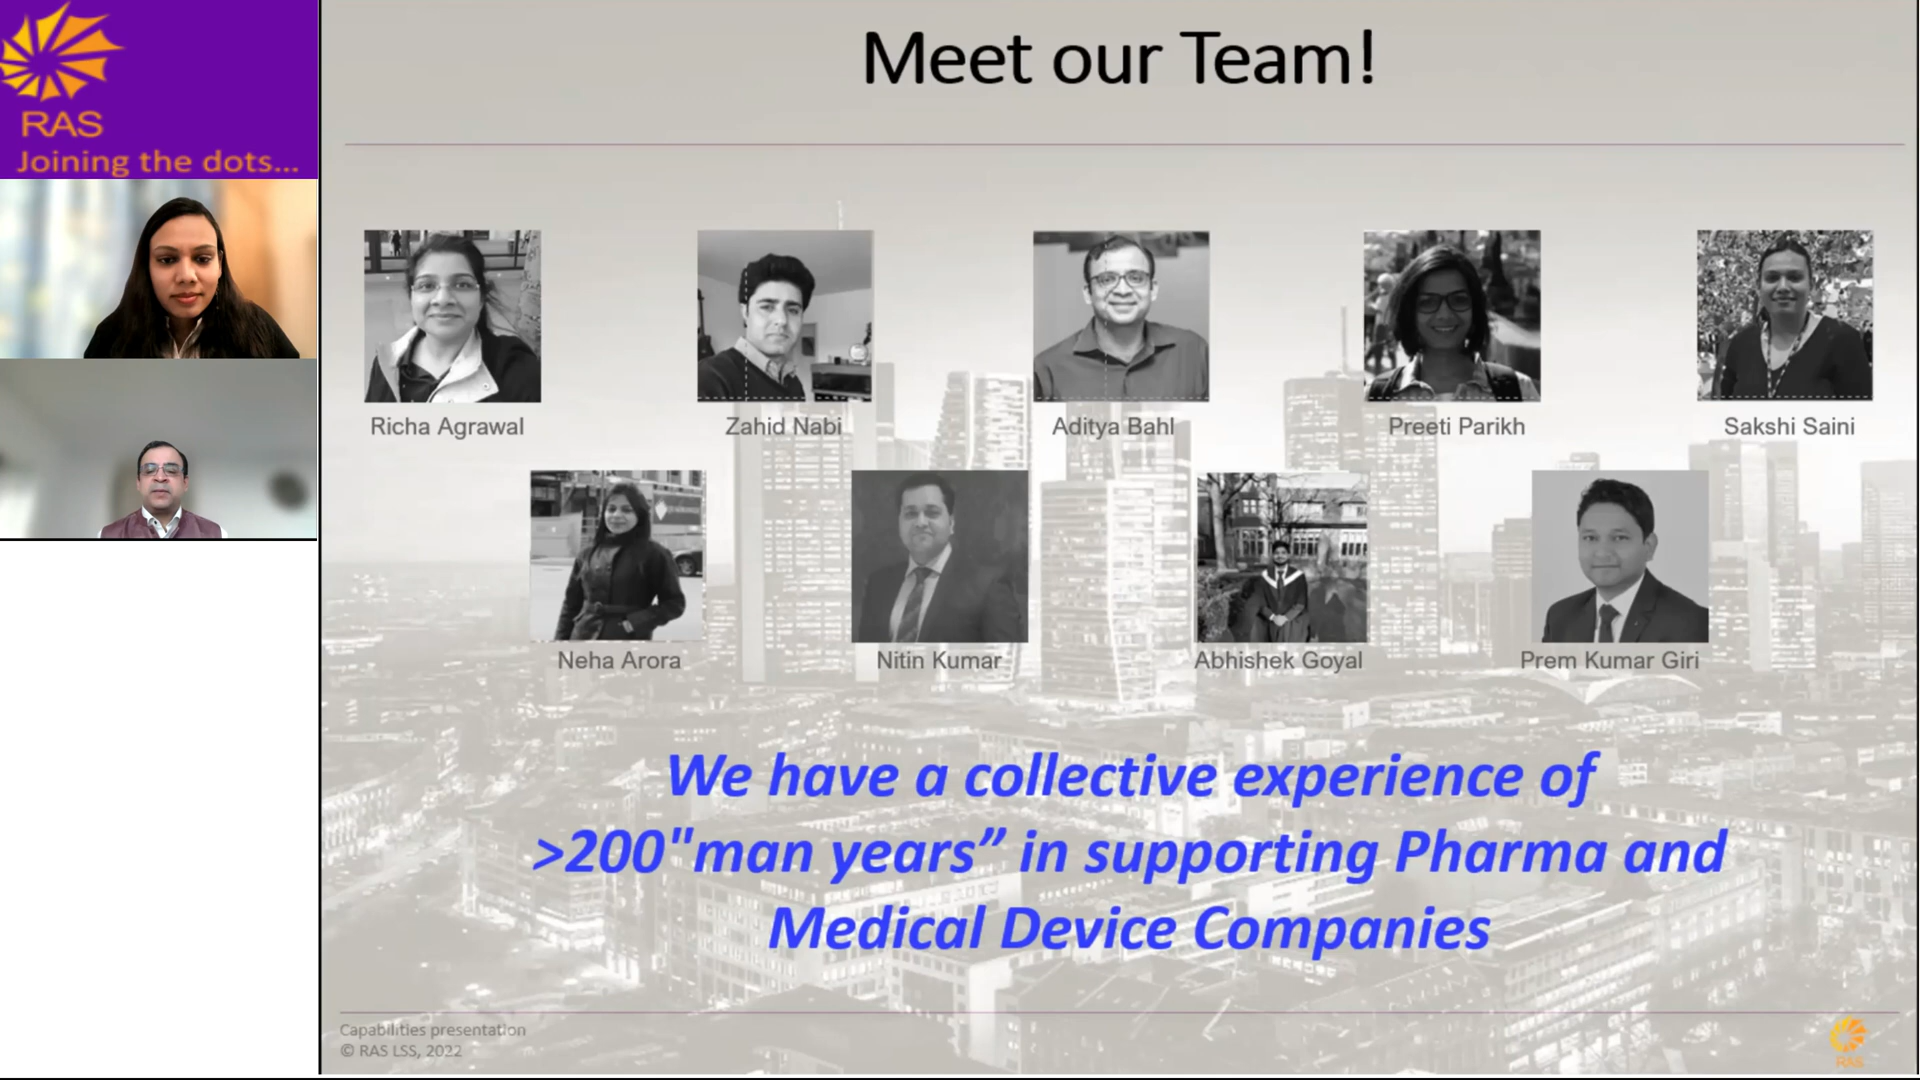 RAS
Joining the dots...
Meet our Team!
Richa Agrawal
Zahid Nabi
Aditya Bahl
Preeti Parikh
Sakshi Saini
Neha Arora
Nitin Kumar
Abhishek Goyal
Prem Kumar Giri
We have a collective experience of
>200"man years” in supporting Pharma and
Medical Device Companies
Capabilities presentation
© RAS LSS, 2022
RAS